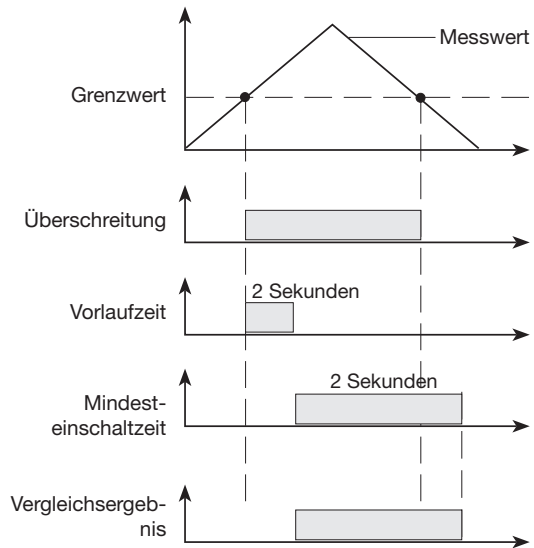 Messwert
Grenzwert
Überschreitung
2 Sekunden
Vorlaufzeit
2 Sekunden
Mindest-
einschaltzeit
Vergleichsergeb-
nis